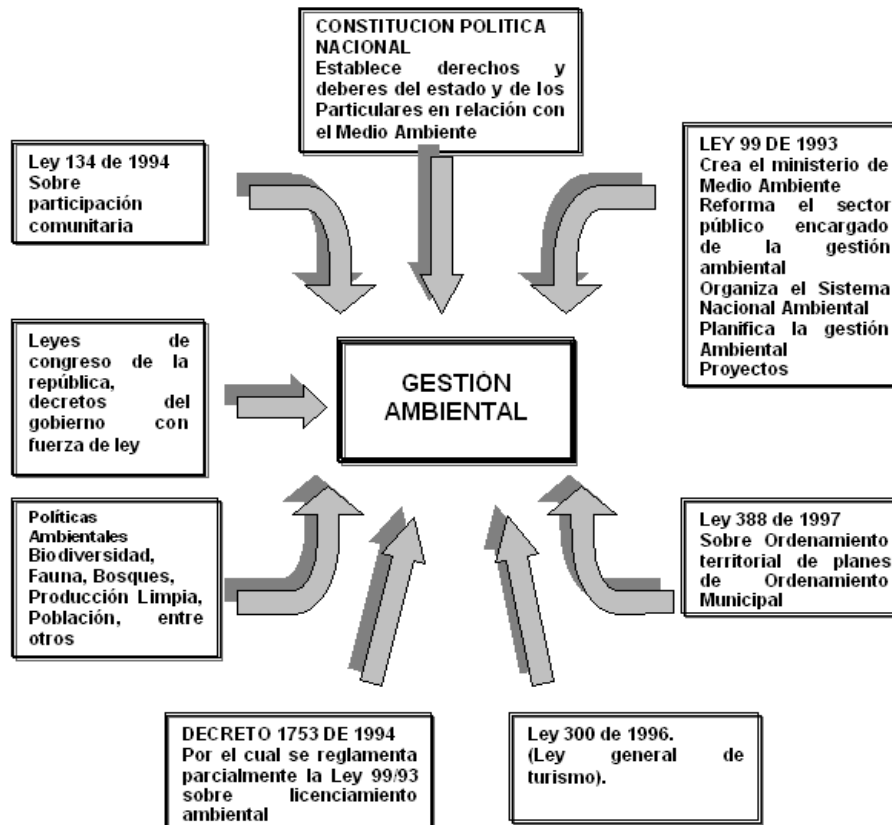 CONSTITUCION POLITICA
NACIONAL
Establece derechos y
deberes del estado y de los
Particulares en relación con
el Medio Ambiente
Ley 134 de 1994
Sobre
participación
comunitaria
LEY 99 DE 1993
Crea el ministerio de
Medio Ambiente
Reforma el sector
público encargado
de la gestión
ambiental
Organiza el Sistema
Nacional Ambiental
Planifica la gestión
Ambiental
Proyectos
Leyes de
congreso de la
república,
decretos del
gobierno con
fuerza de ley
GESTIÓN
AMBIENTAL
Políticas
Ambientales
Biodiversidad,
Fauna, Bosques,
Producción Limpia,
Población, entre
otros
Ley 388 de 1997
Sobre Ordenamiento
territorial de planes
de Ordenamiento
Municipal
DECRETO 1753 DE 1994
Por el cual se reglamenta
parcialmente la Ley 99/93
sobre licenciamiento
ambiental
Ley 300 de 1996.
(Ley general de
turismo).